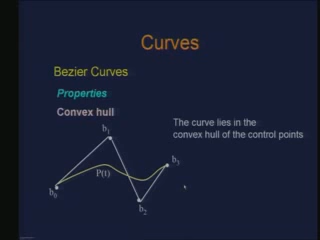 Curves
Bezier Curves
Properties
Convex hull
The curve lies in the
convex hull of the control points
b1
b3
P(t)
b0
b2